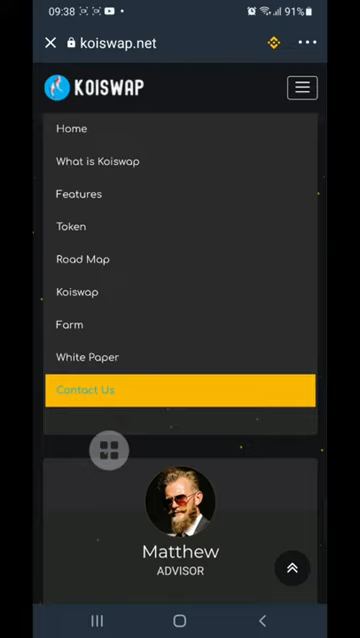 09:38
91%
koiswap.net
KOISWAP
Home
What is Koiswap
Features
Token
Road Map
Koiswap
Farm
White Paper
Contact Us
Matthew
ADVISOR